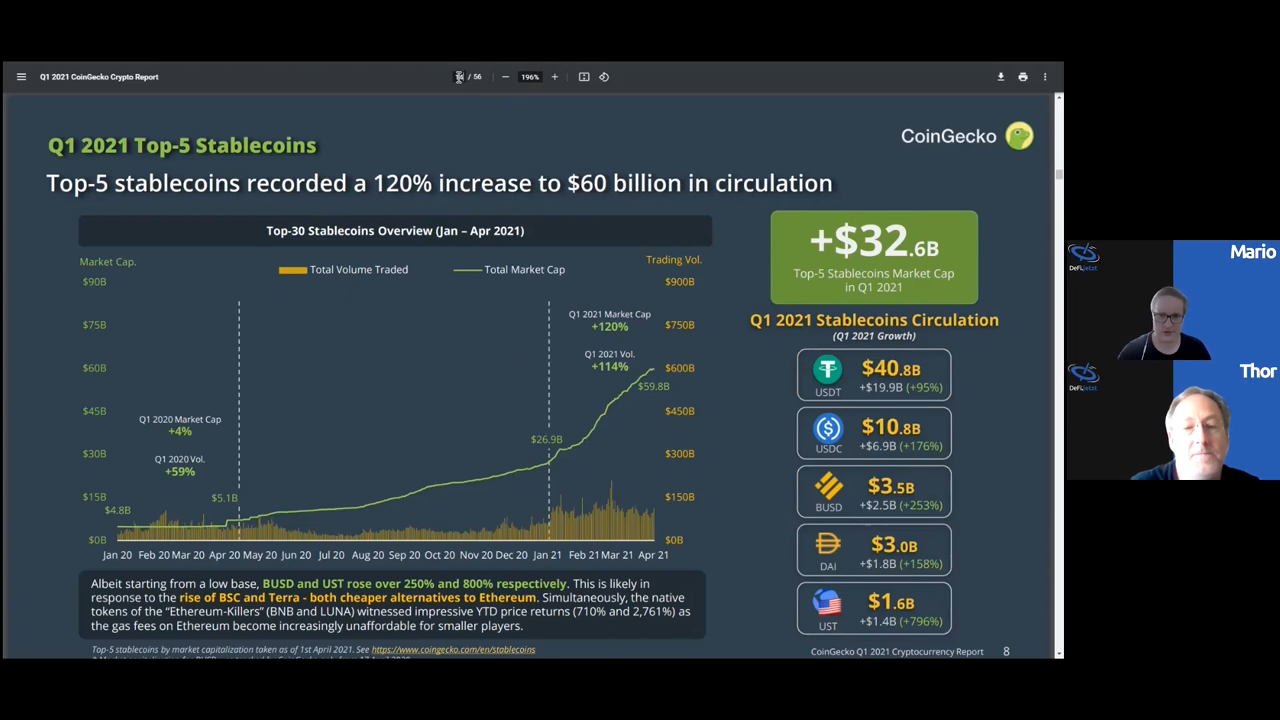 Q1 2021 CoinGecko Crypto Report
/ 56
196%
Q1 2021 Top-5 Stablecoins
CoinGecko
Top-5 stablecoins recorded a 120% increase to $60 billion in circulation
Top-30 Stablecoins Overview (Jan – Apr 2021)
Market Cap.
Total Volume Traded
Total Market Cap
Trading Vol.
$90B
$75B
$60B
$45B
$30B
$15B
$0B
$900B
$750B
$600B
$450B
$300B
$150B
$0B
Q1 2020 Market Cap
+4%
Q1 2020 Vol.
+59%
$4.8B
$5.1B
$26.9B
Q1 2021 Market Cap
+120%
Q1 2021 Vol.
+114%
$59.8B
Jan 20 Feb 20 Mar 20 Apr 20 May 20 Jun 20 Jul 20 Aug 20 Sep 20 Oct 20 Nov 20 Dec 20 Jan 21 Feb 21 Mar 21 Apr 21
Albeit starting from a low base, BUSD and UST rose over 250% and 800% respectively. This is likely in
response to the rise of BSC and Terra - both cheaper alternatives to Ethereum. Simultaneously, the native
tokens of the “Ethereum-Killers” (BNB and LUNA) witnessed impressive YTD price returns (710% and 2,761%) as
the gas fees on Ethereum become increasingly unaffordable for smaller players.
Top-5 stablecoins by market capitalization taken as of 1st April 2021. See https://www.coingecko.com/en/stablecoins
+$32.6B
Top-5 Stablecoins Market Cap
in Q1 2021
Q1 2021 Stablecoins Circulation
(Q1 2021 Growth)
USDT
$40.8B
+$19.9B (+95%)
USDC
$10.8B
+$6.9B (+176%)
BUSD
$3.5B
+$2.5B (+253%)
DAI
$3.0B
+$1.8B (+158%)
UST
$1.6B
+$1.4B (+796%)
CoinGecko Q1 2021 Cryptocurrency Report 8
Mario
DeFi.Jetzt
Thor
DeFi.Jetzt